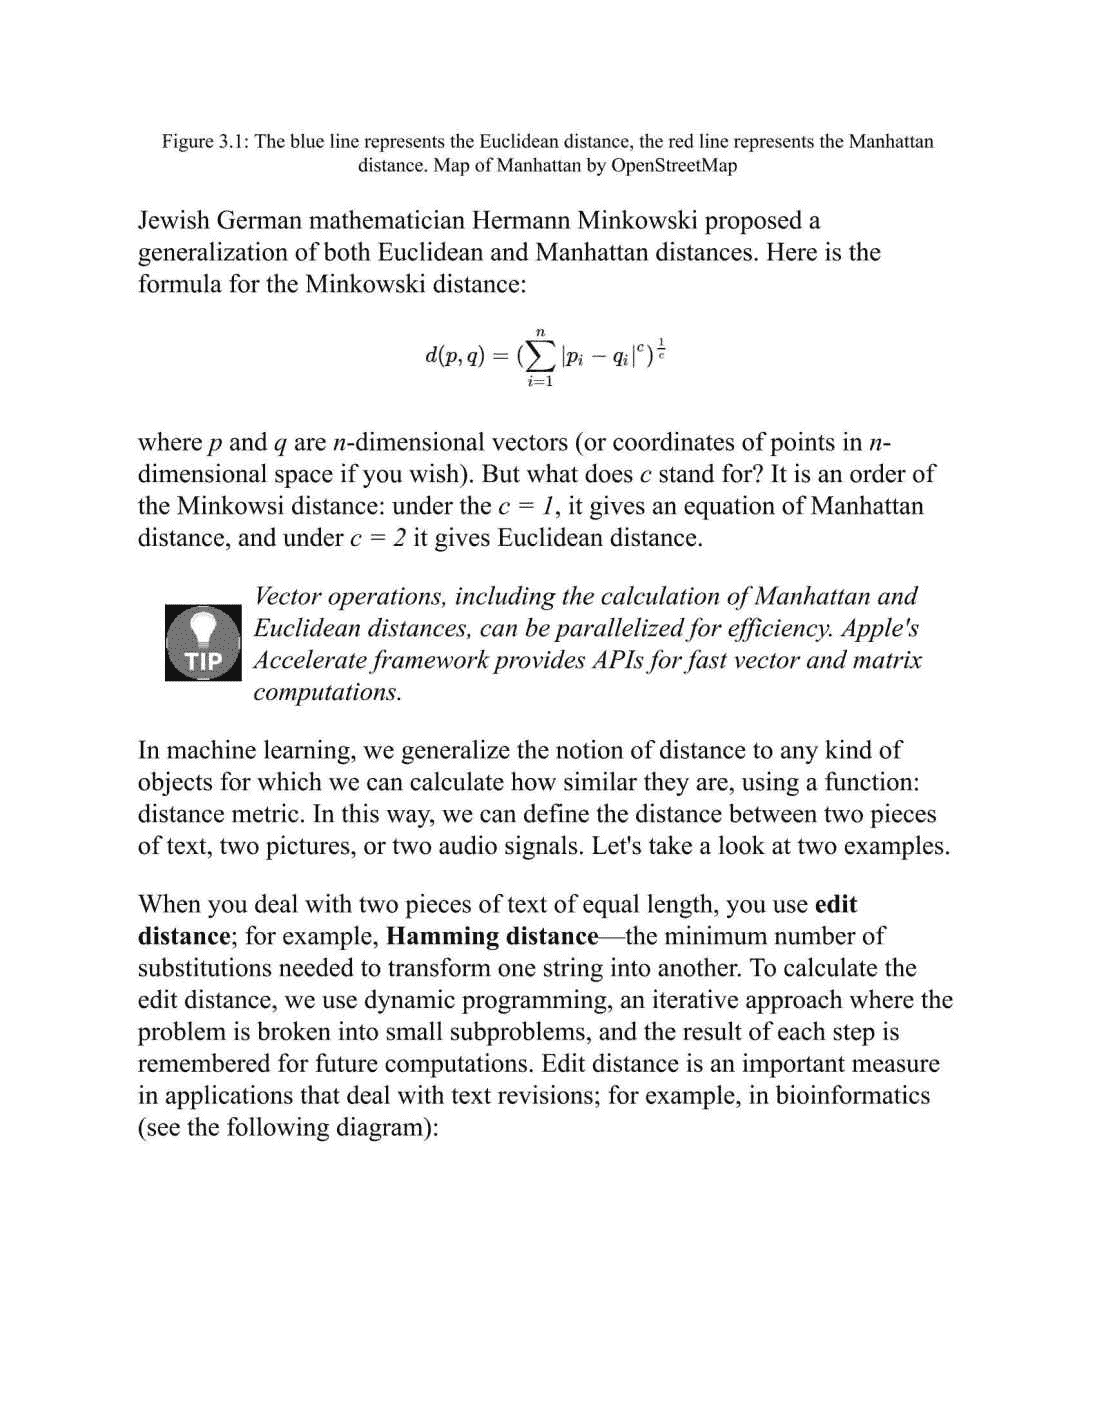 Figure 3.1: The blue line represents the Euclidean distance, the red line represents the Manhattan
distance. Map of Manhattan by OpenStreetMap
Jewish German mathematician Hermann Minkowski proposed a
generalization of both Euclidean and Manhattan distances. Here is the
formula for the Minkowski distance:
d(p, q) = (∑_{i=1}^{n} |p_i − q_i|^c)^{1/c}
where p and q are n-dimensional vectors (or coordinates of points in n-
dimensional space if you wish). But what does c stand for? It is an order of
the Minkowsi distance: under the c = 1, it gives an equation of Manhattan
distance, and under c = 2 it gives Euclidean distance.
Vector operations, including the calculation of Manhattan and
Euclidean distances, can be parallelized for efficiency. Apple's
TIP
Accelerate framework provides APIs for fast vector and matrix
computations.
In machine learning, we generalize the notion of distance to any kind of
objects for which we can calculate how similar they are, using a function:
distance metric. In this way, we can define the distance between two pieces
of text, two pictures, or two audio signals. Let's take a look at two examples.
When you deal with two pieces of text of equal length, you use edit
distance; for example, Hamming distance—the minimum number of
substitutions needed to transform one string into another. To calculate the
edit distance, we use dynamic programming, an iterative approach where the
problem is broken into small subproblems, and the result of each step is
remembered for future computations. Edit distance is an important measure
in applications that deal with text revisions; for example, in bioinformatics
(see the following diagram):